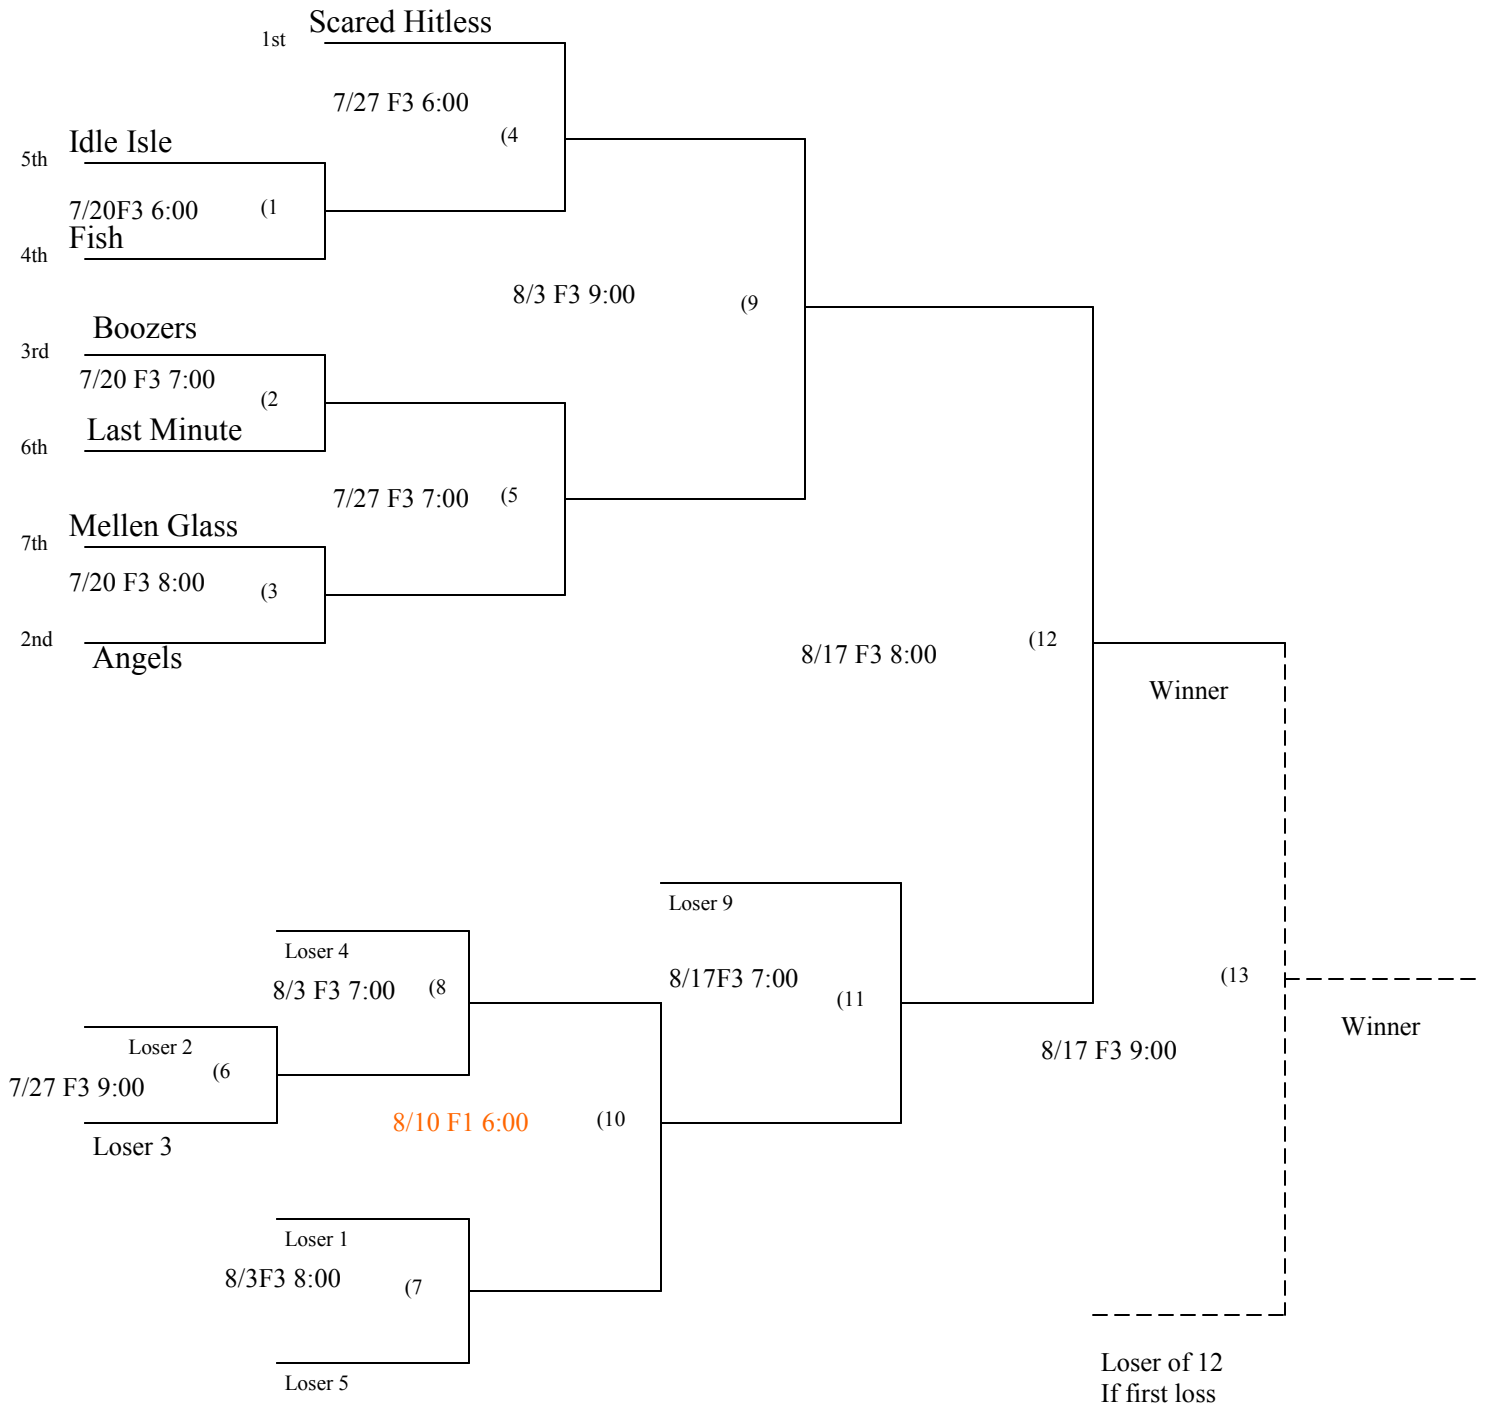 Scared Hitless
1st
7/27 F3 6:00
(4
Idle Isle
5th
7/20F3 6:00
(1
Fish
4th
8/3 F3 9:00
(9
Boozers
3rd
7/20 F3 7:00
(2
Last Minute
6th
7/27 F3 7:00
(5
Mellen Glass
7th
7/20 F3 8:00
(3
2nd
Angels
8/17 F3 8:00
(12
Winner
Loser 9
Loser 4
8/17F3 7:00
(11
8/3 F3 7:00
(8
(13
Winner
Loser 2
(6
7/27 F3 9:00
8/17 F3 9:00
Loser 3
8/10 F1 6:00
(10
Loser 1
8/3F3 8:00
(7
Loser 5
Loser of 12
If first loss